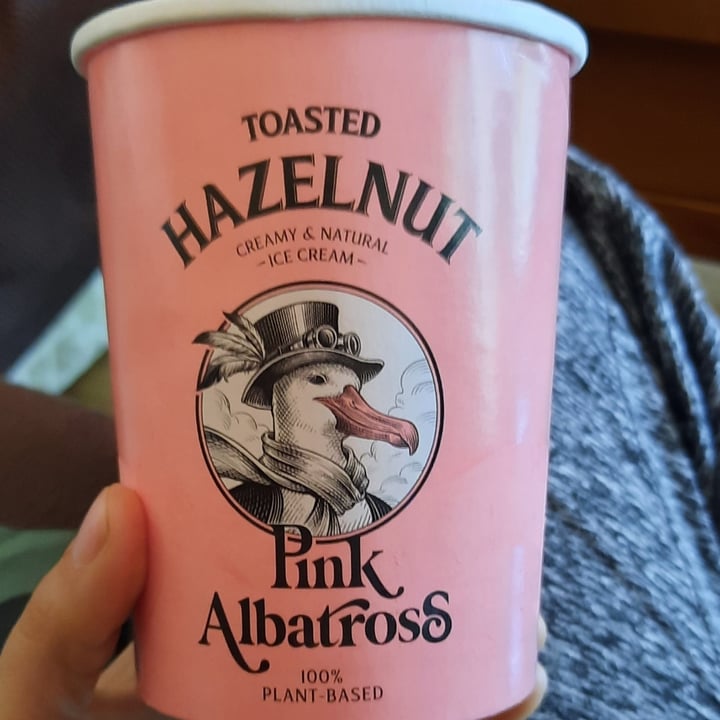 TOASTED
HAZELNUT
CREAMY & NATURAL
-ICE CREAM-
Pink
Albatross
100%
PLANT-BASED